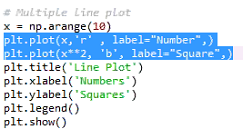 # Multiple line plot
x = np.arange(10)
plt.plot(x,'r' , label="Number",)
plt.plot(x**2, 'b', label="Square",)
plt.title('Line Plot')
plt.xlabel('Numbers')
plt.ylabel('Squares')
plt.legend()
plt.show()